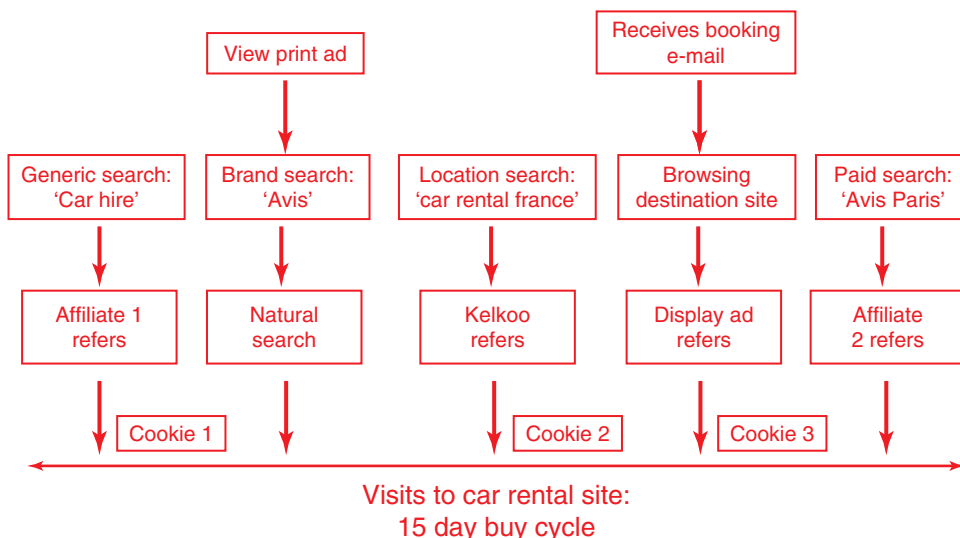 View print ad
Receives booking
e-mail
Generic search:
‘Car hire’
Brand search:
‘Avis’
Location search:
‘car rental france’
Browsing
destination site
Paid search:
‘Avis Paris’
Affiliate 1
refers
Natural
search
Kelkoo
refers
Display ad
refers
Affiliate
2 refers
Cookie 1
Cookie 2
Cookie 3
Visits to car rental site:
15 day buy cycle